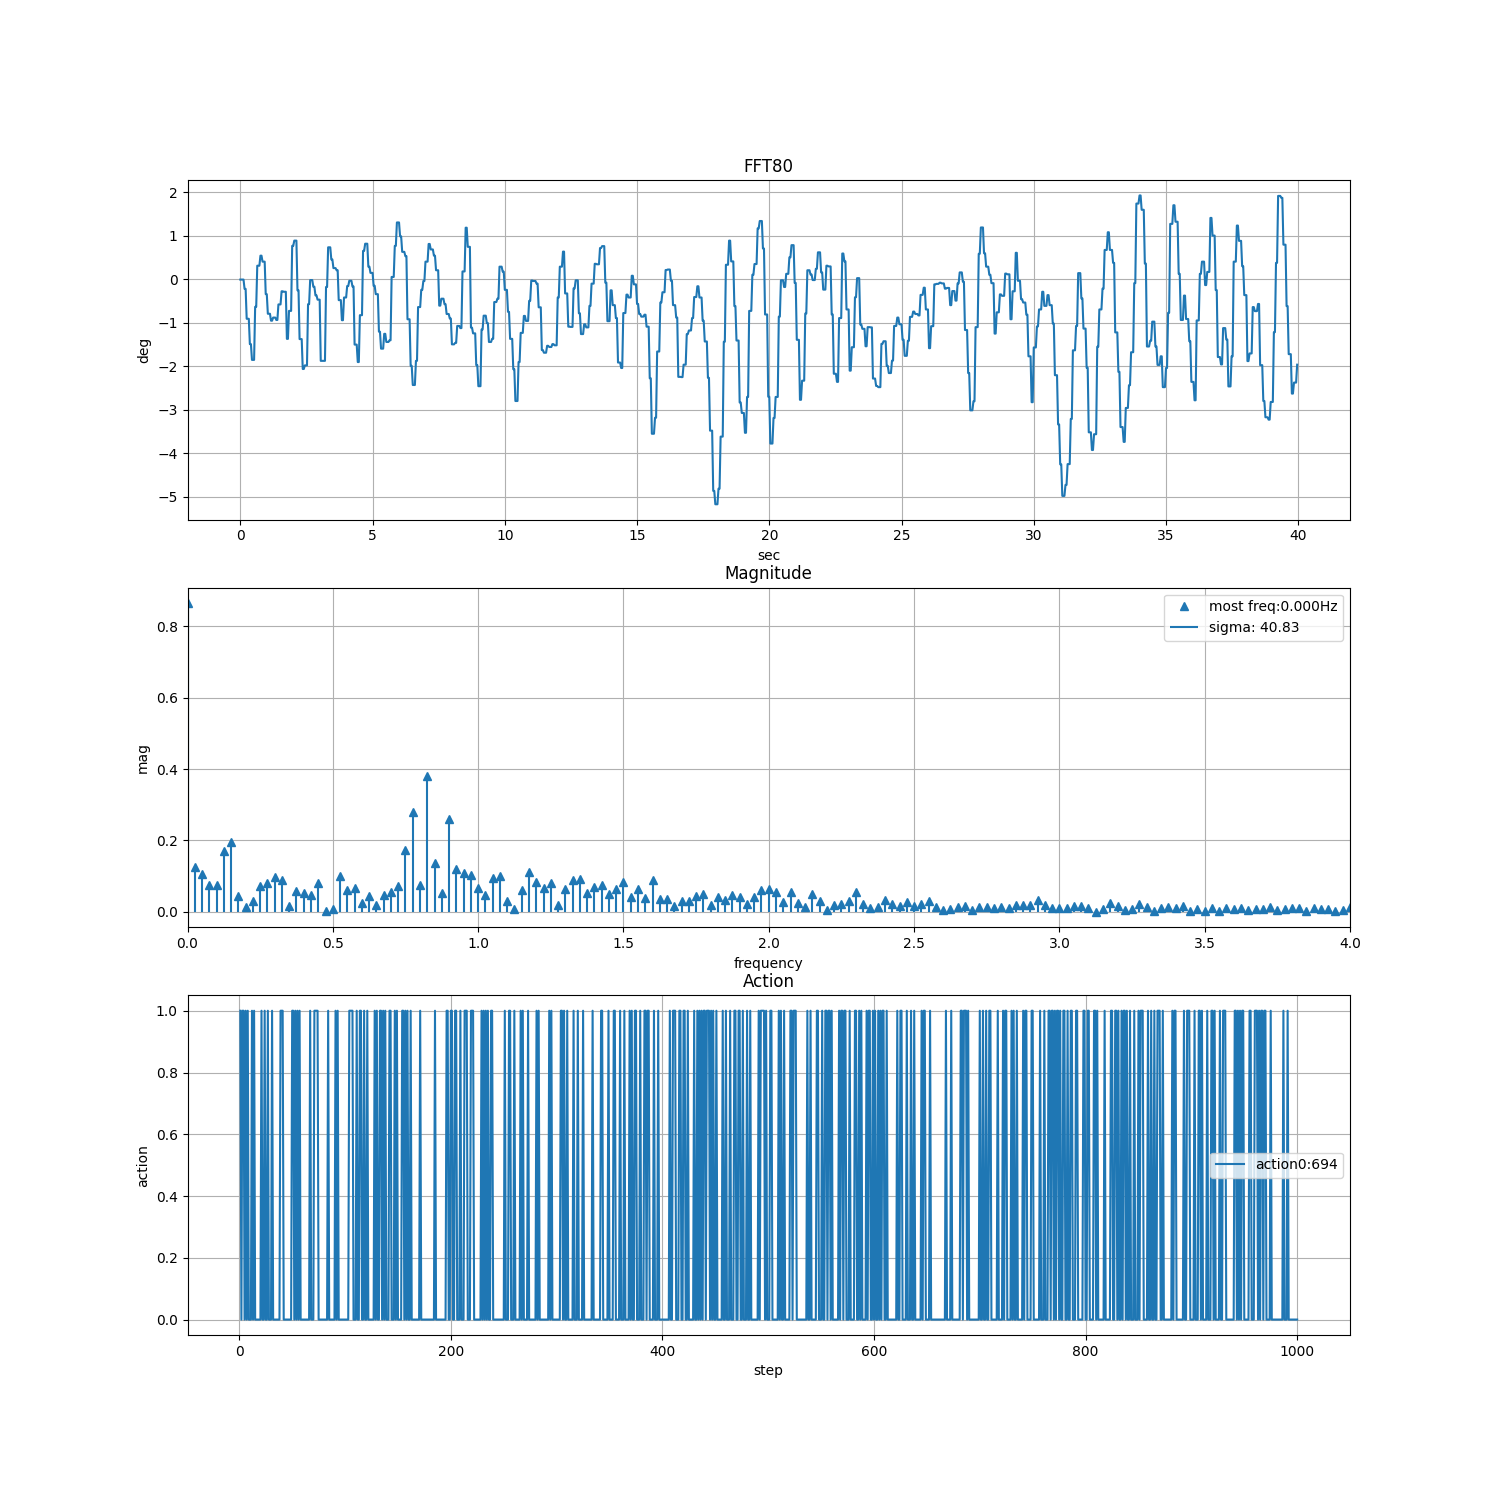 FFT80
2
1
0
−1
−2
−3
−4
−5
deg
0 5 10 15 20 25 30 35 40
sec
Magnitude
most freq:0.000Hz
sigma: 40.83
0.8
0.6
0.4
0.2
0.0
mag
0.0 0.5 1.0 1.5 2.0 2.5 3.0 3.5 4.0
frequency
Action
1.0
0.8
0.6
0.4
0.2
0.0
action
action0:694
0 200 400 600 800 1000
step